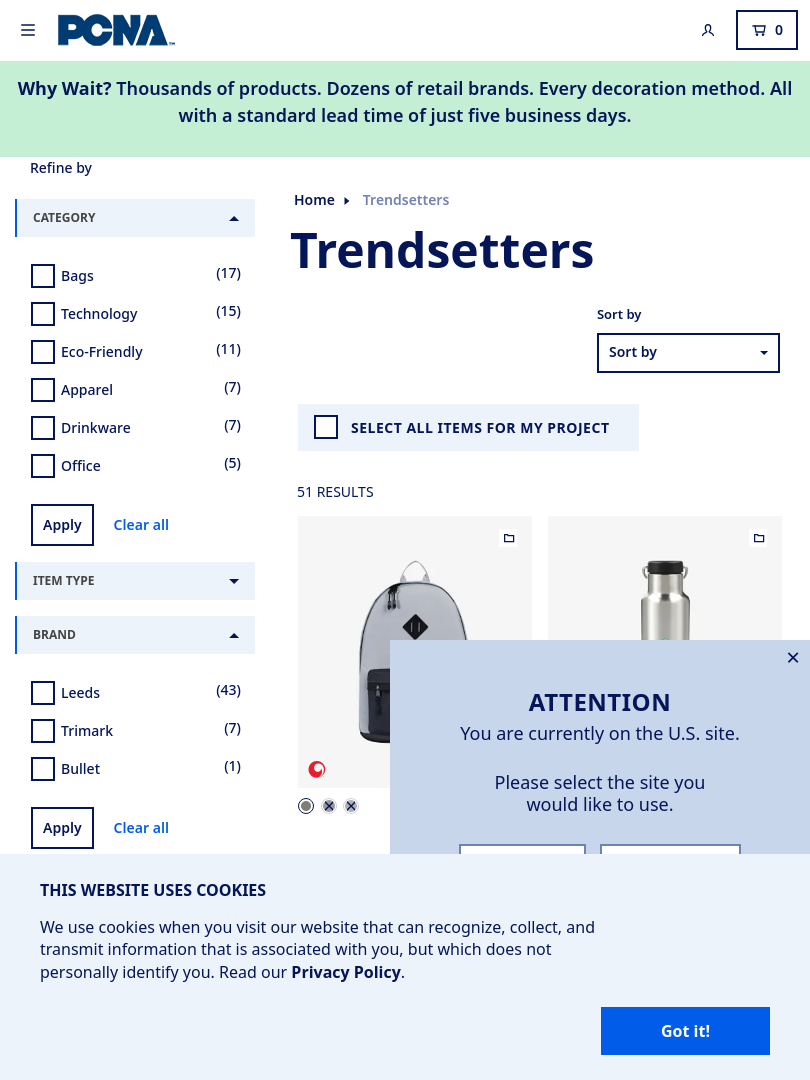 PCNA
0
Why Wait? Thousands of products. Dozens of retail brands. Every decoration method. All
with a standard lead time of just five business days.
Refine by
CATEGORY
Bags (17)
Technology (15)
Eco-Friendly (11)
Apparel (7)
Drinkware (7)
Office (5)
Apply Clear all
ITEM TYPE
BRAND
Leeds (43)
Trimark (7)
Bullet (1)
Apply Clear all
Home Trendsetters
Trendsetters
Sort by
Sort by
SELECT ALL ITEMS FOR MY PROJECT
51 RESULTS
ATTENTION
You are currently on the U.S. site.
Please select the site you
would like to use.
THIS WEBSITE USES COOKIES
We use cookies when you visit our website that can recognize, collect, and
transmit information that is associated with you, but which does not
personally identify you. Read our Privacy Policy.
Got it!